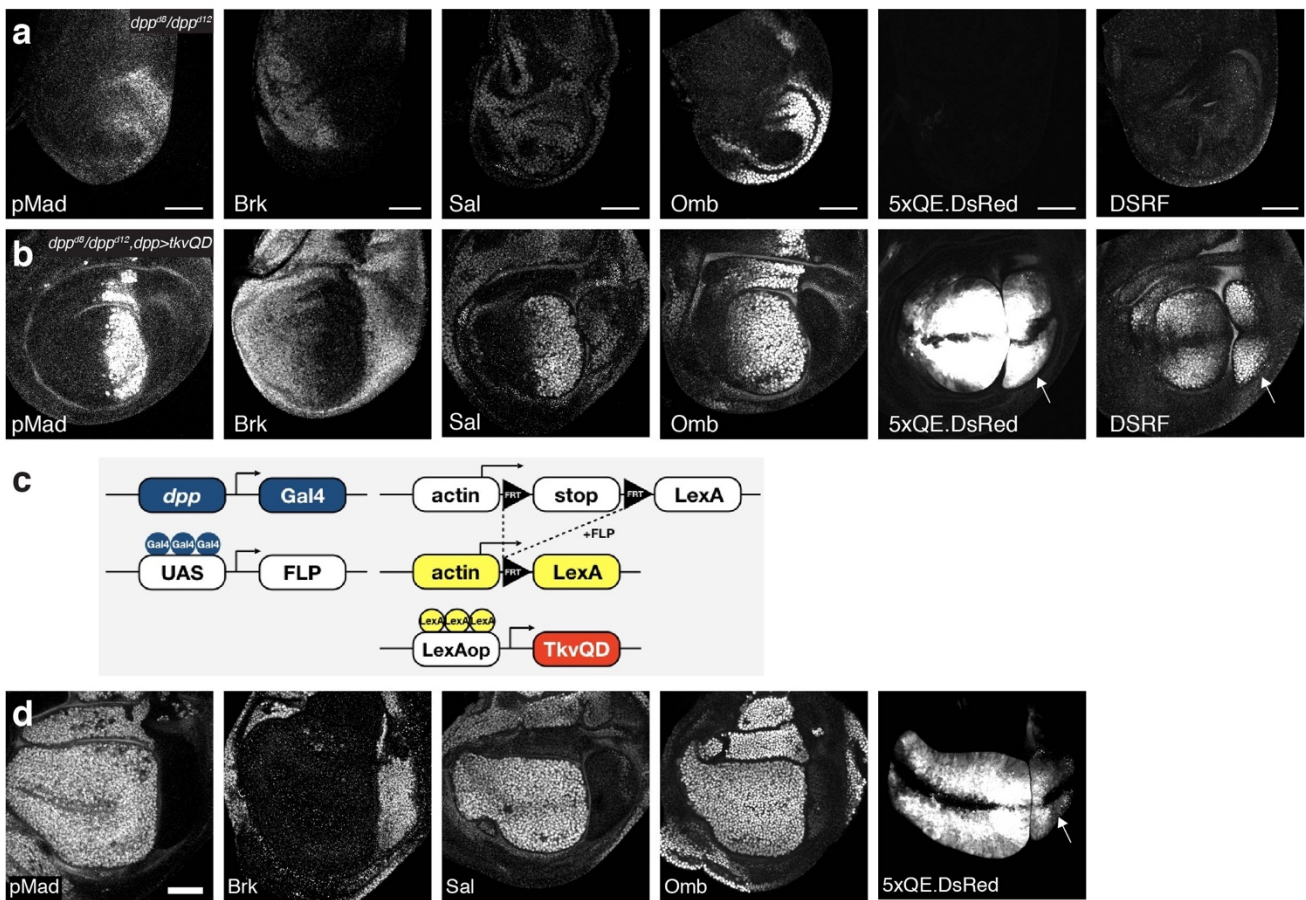 a
dpp^d8/dpp^d12
pMad
Brk
Sal
Omb
5xQE.DsRed
DSRF
b
dpp^d8/dpp^d12,dpp>tkvQD
pMad
Brk
Sal
Omb
5xQE.DsRed
DSRF
c
dpp
Gal4
actin
FRT
stop
FRT
LexA
+FLP
Gal4 Gal4 Gal4
UAS
FLP
actin
FRT
LexA
LexA LexA LexA
LexAop
TkvQD
d
pMad
Brk
Sal
Omb
5xQE.DsRed